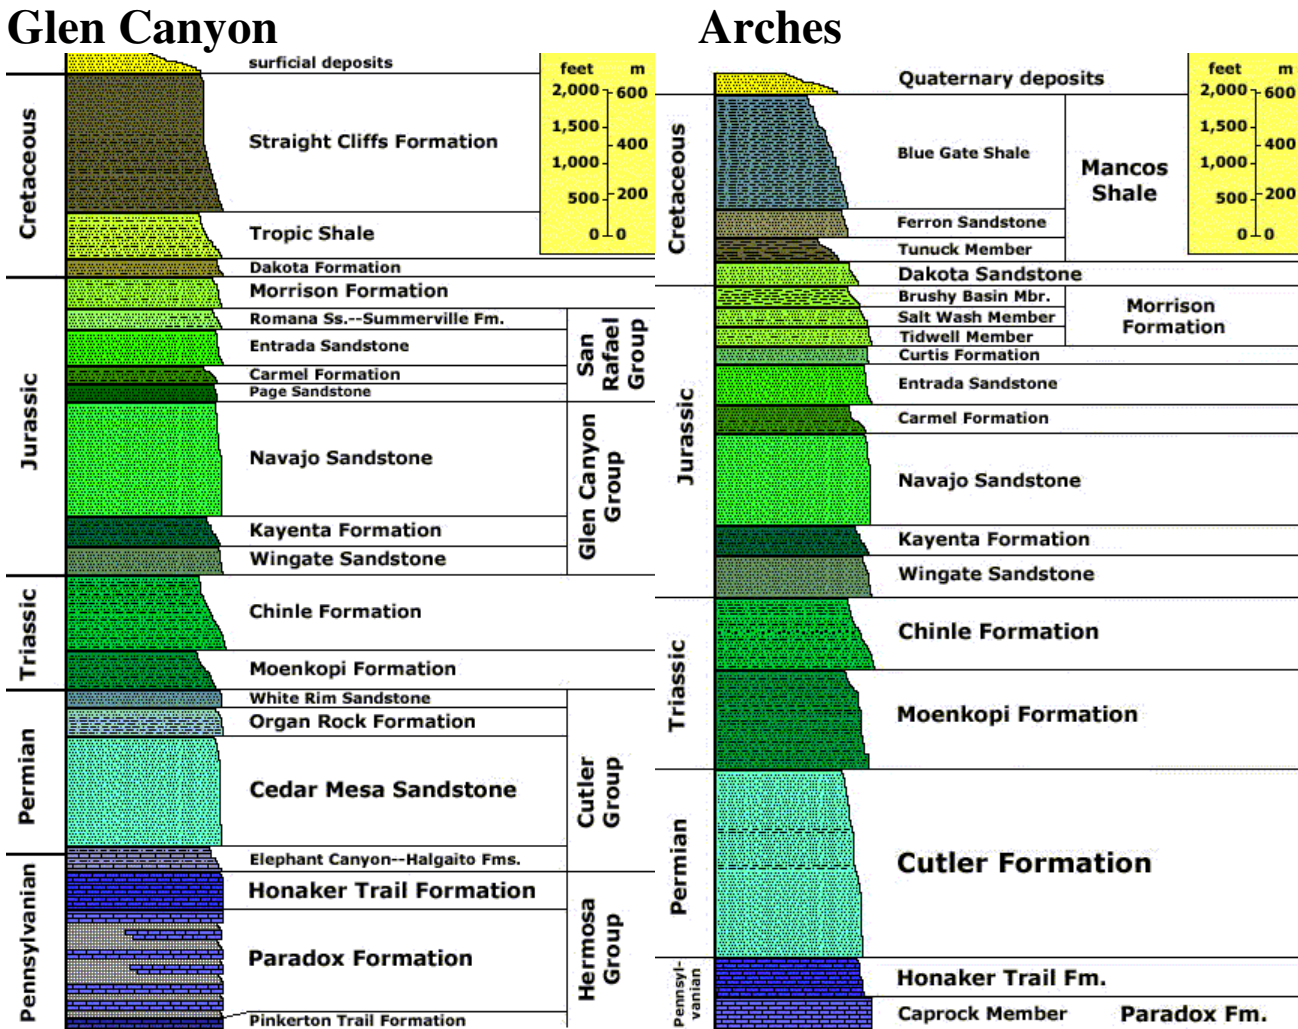 Glen Canyon
surficial deposits
feet m
2,000 600
1,500
400
1,000
500 200
0 0
Cretaceous
Straight Cliffs Formation
Tropic Shale
Dakota Formation
Jurassic
Morrison Formation
Romana Ss.--Summerville Fm.
Entrada Sandstone
Carmel Formation
Page Sandstone
San
Rafael
Group
Navajo Sandstone
Kayenta Formation
Wingate Sandstone
Glen Canyon
Group
Triassic
Chinle Formation
Moenkopi Formation
Permian
White Rim Sandstone
Organ Rock Formation
Cedar Mesa Sandstone
Cutler
Group
Pennsylvanian
Elephant Canyon--Halgaito Fms.
Honaker Trail Formation
Paradox Formation
Pinkerton Trail Formation
Hermosa
Group
Arches
Quaternary deposits
feet m
2,000 600
1,500
400
1,000
500 200
0 0
Cretaceous
Blue Gate Shale
Ferron Sandstone
Tunuck Member
Mancos
Shale
Dakota Sandstone
Jurassic
Brushy Basin Mbr.
Salt Wash Member
Tidwell Member
Morrison
Formation
Curtis Formation
Entrada Sandstone
Carmel Formation
Navajo Sandstone
Kayenta Formation
Wingate Sandstone
Triassic
Chinle Formation
Moenkopi Formation
Permian
Cutler Formation
Pennsyl-
vanian
Honaker Trail Fm.
Caprock Member Paradox Fm.